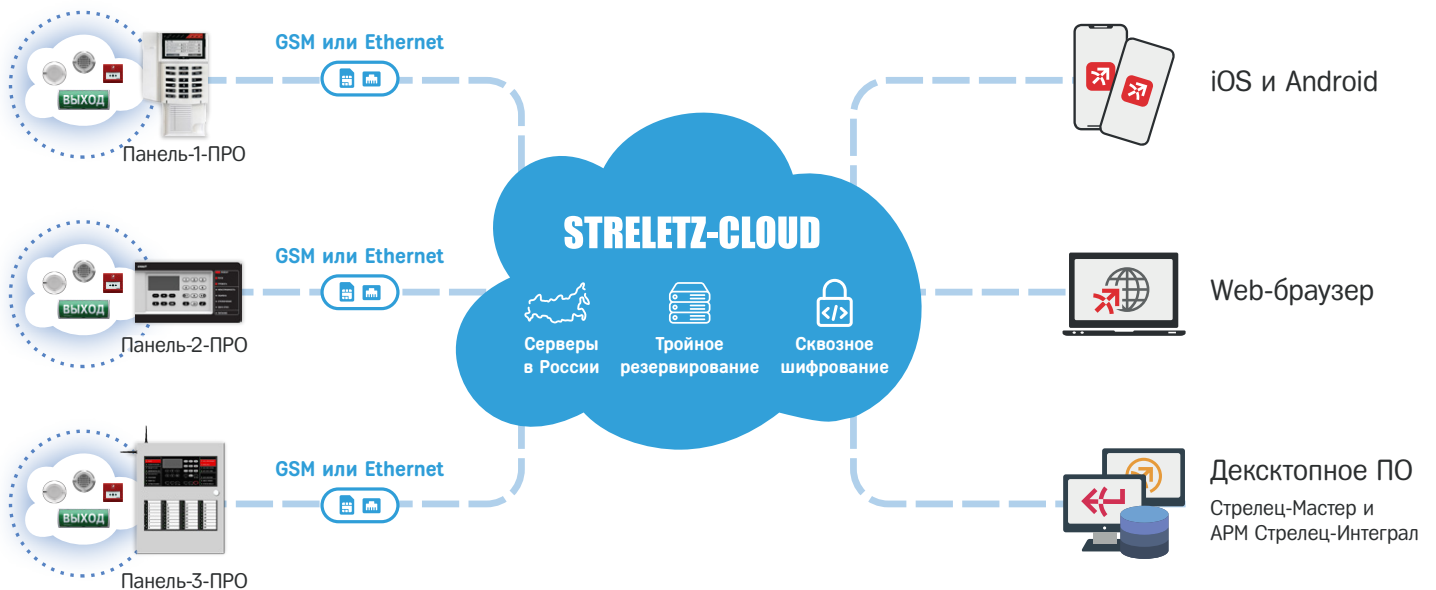 GSM или Ethernet
ВЫХОД
Панель-1-ПРО
iOS и Android
STRELETZ-CLOUD
GSM или Ethernet
ВЫХОД
Панель-2-ПРО
Серверы
в России
Тройное
резервирование
Сквозное
шифрование
Web-браузер
GSM или Ethernet
ВЫХОД
Панель-3-ПРО
Дексктопное ПО
Стрелец-Мастер и
АРМ Стрелец-Интеграл